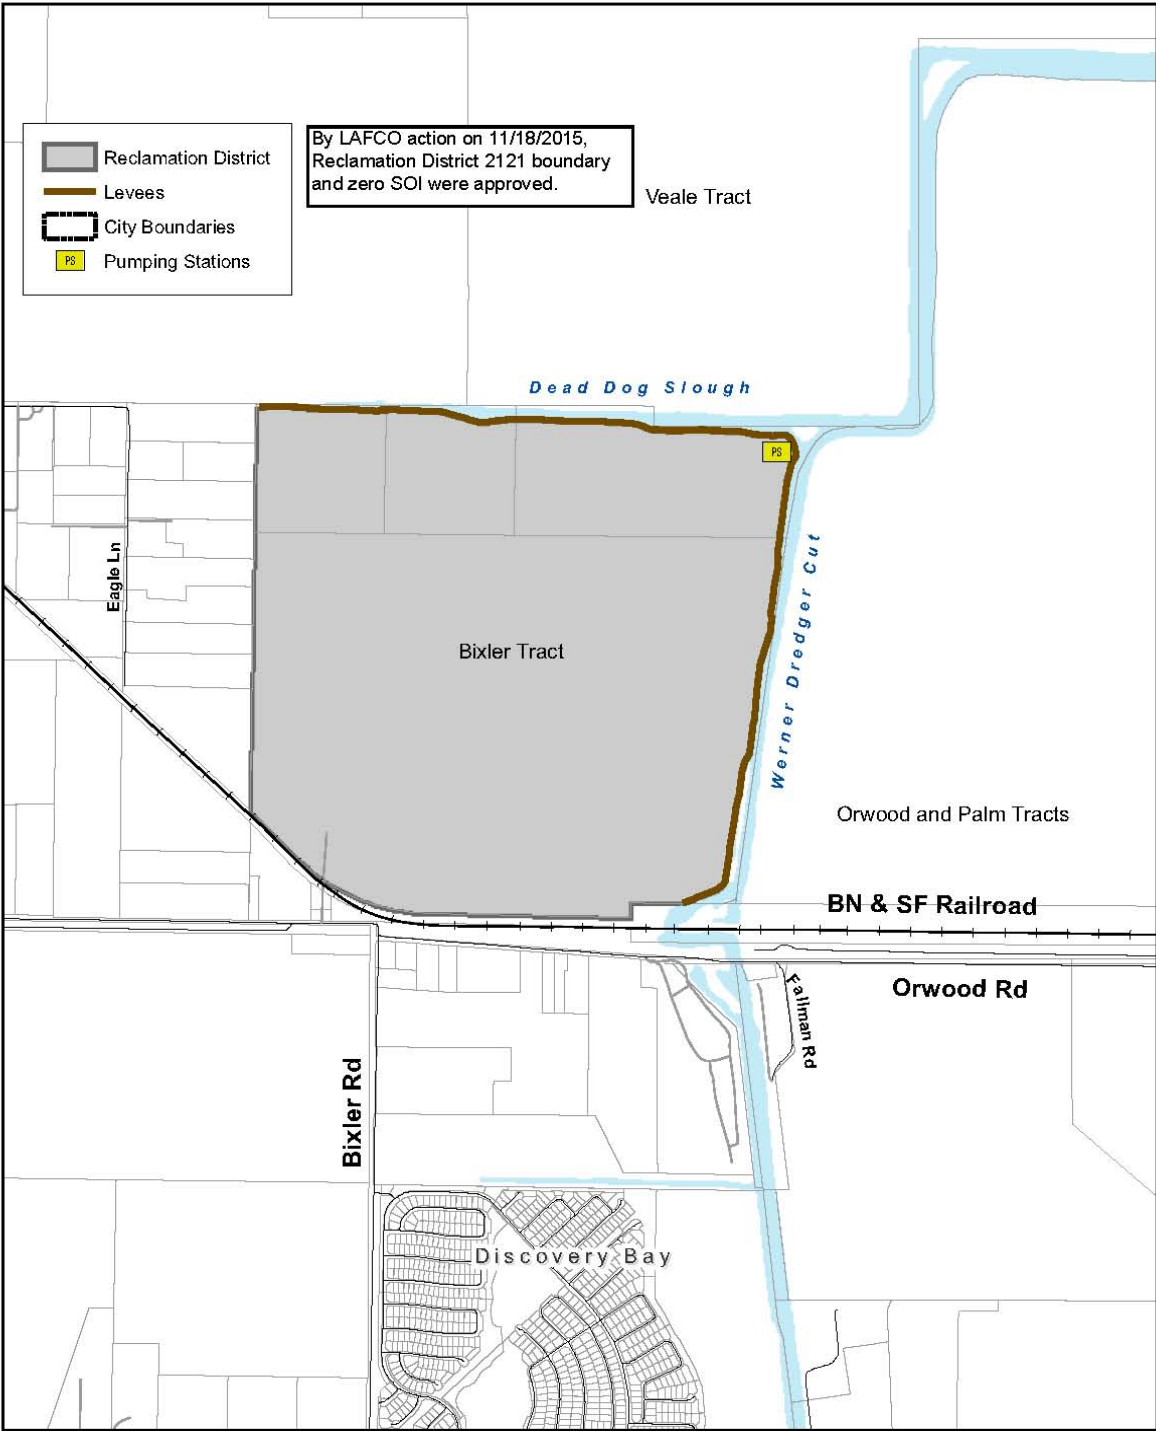 Reclamation District
Levees
City Boundaries
PS Pumping Stations
By LAFCO action on 11/18/2015,
Reclamation District 2121 boundary
and zero SOI were approved.
Veale Tract
Dead Dog Slough
PS
Eagle Ln
Werner Dredger Cut
Bixler Tract
Orwood and Palm Tracts
BN & SF Railroad
Orwood Rd
Fallman Rd
Bixler Rd
Discovery Bay